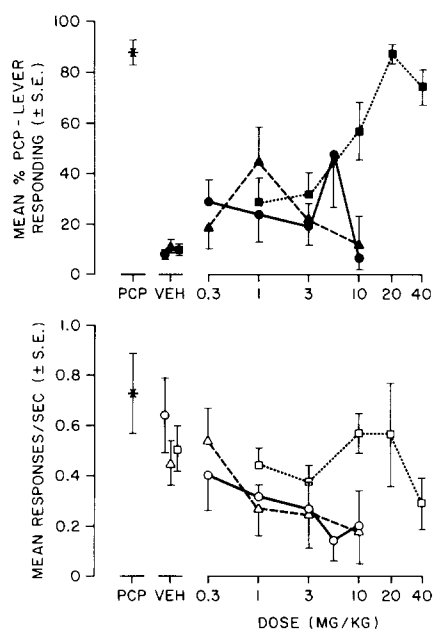 MEAN % PCP-LEVER
RESPONDING (± S.E.)
100
80
60
40
20
0
PCP VEH 0.3 1 3 10 20 40
MEAN RESPONSES/SEC (± S.E.)
1.0
0.8
0.6
0.4
0.2
0
PCP VEH 0.3 1 3 10 20 40
DOSE (MG/KG)